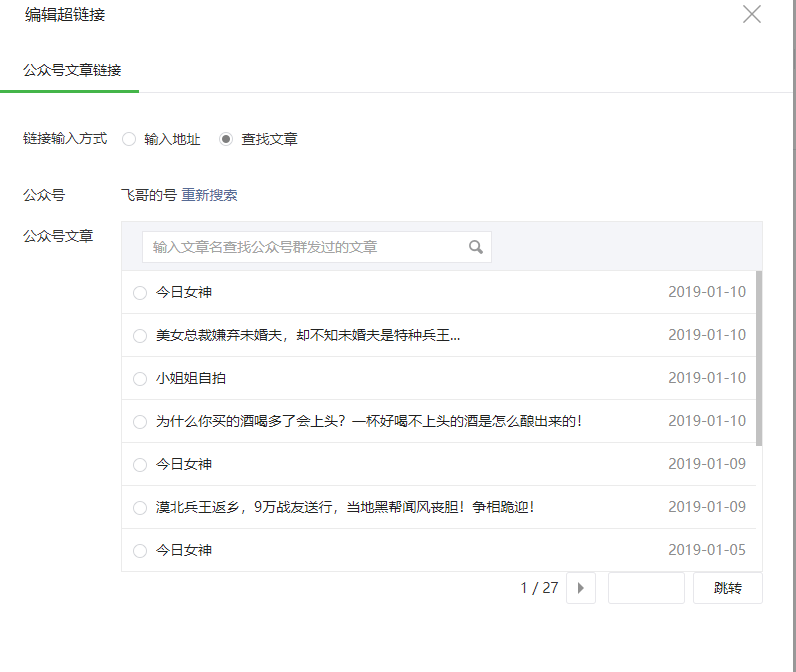 编辑超链接
公众号文章链接
链接输入方式 输入地址 查找文章
公众号 飞哥的号 重新搜索
公众号文章
输入文章名查找公众号群发过的文章
今日女神 2019-01-10
美女总裁嫌弃未婚夫，却不知未婚夫是特种兵王... 2019-01-10
小姐姐自拍 2019-01-10
为什么你买的酒喝多了会上头？一杯好喝不上头的酒是怎么酿出来的！ 2019-01-10
今日女神 2019-01-09
漠北兵王返乡，9万战友送行，当地黑帮闻风丧胆！争相跪迎！ 2019-01-09
今日女神 2019-01-05
1 / 27 跳转